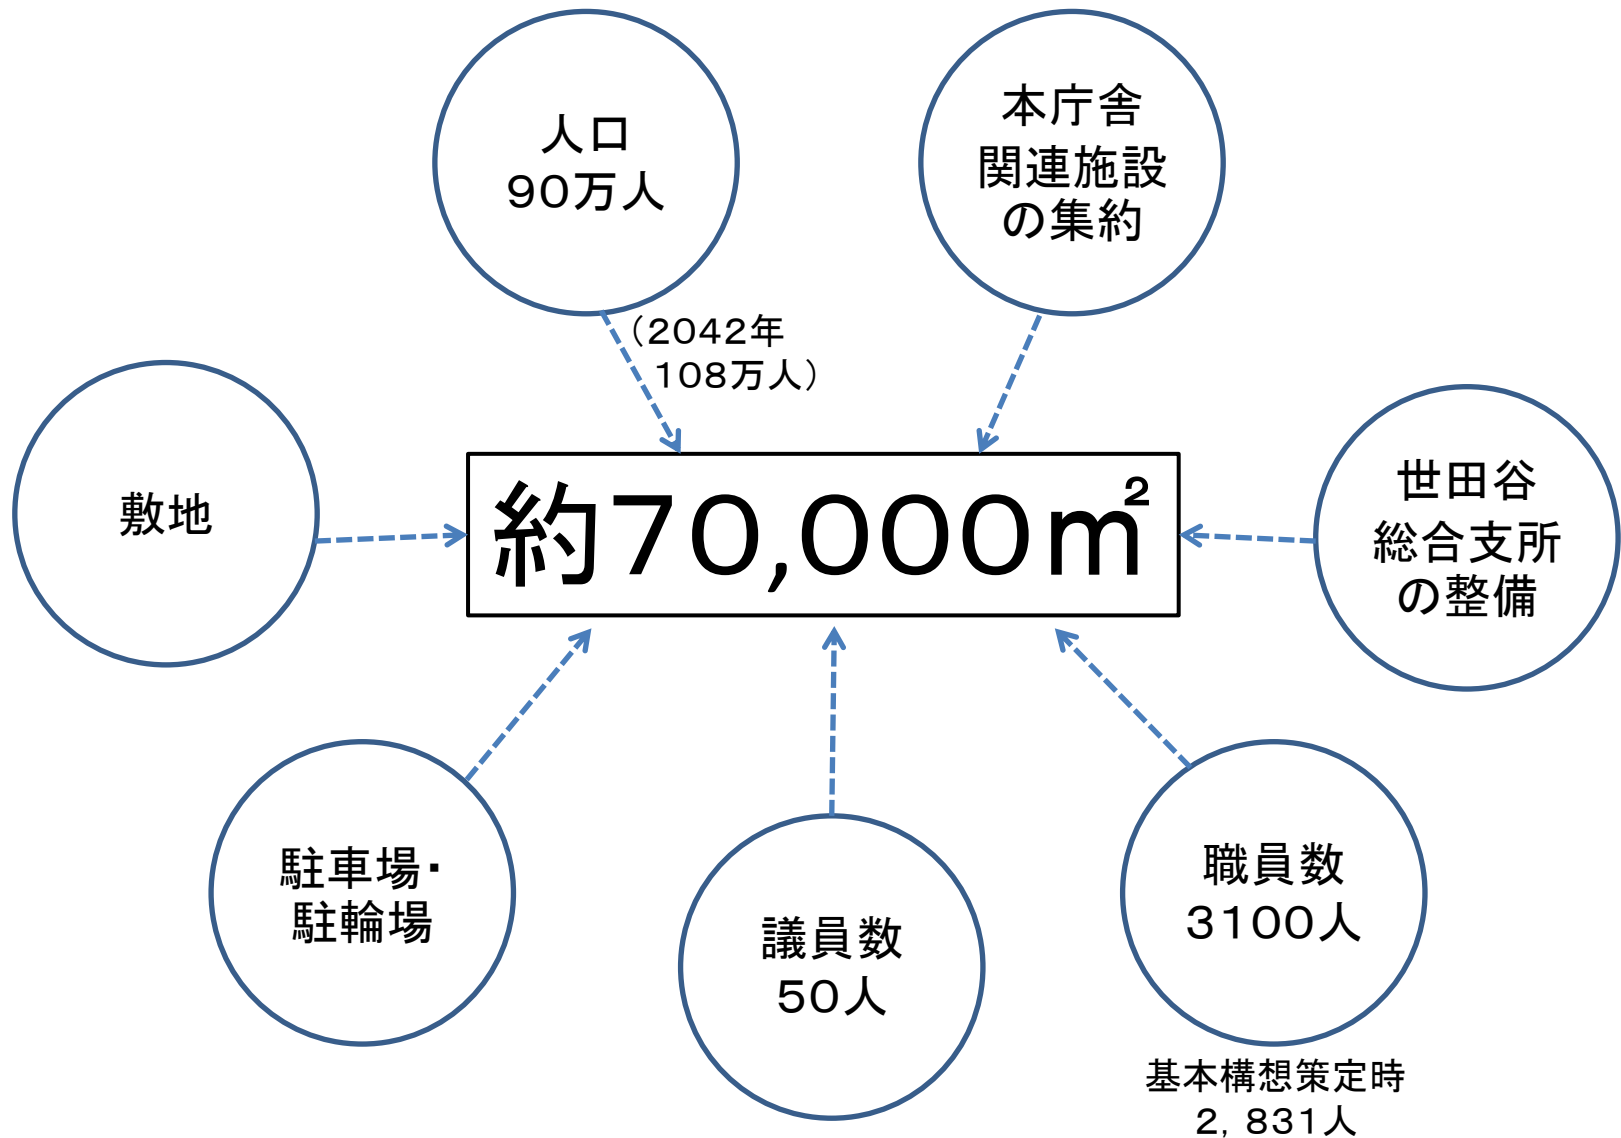 人口
９０万人
（２０４２年
１０８万人）
本庁舎
関連施設
の集約
敷地
約７０,０００㎡
世田谷
総合支所
の整備
駐車場・
駐輪場
議員数
５０人
職員数
３１００人
基本構想策定時
２，８３１人